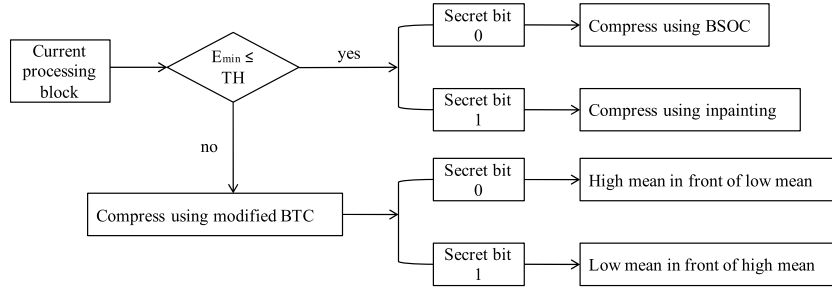 Current
processing
block
Emin ≤
TH
yes
no
Secret bit
0
Compress using BSOC
Secret bit
1
Compress using inpainting
Compress using modified BTC
Secret bit
0
High mean in front of low mean
Secret bit
1
Low mean in front of high mean